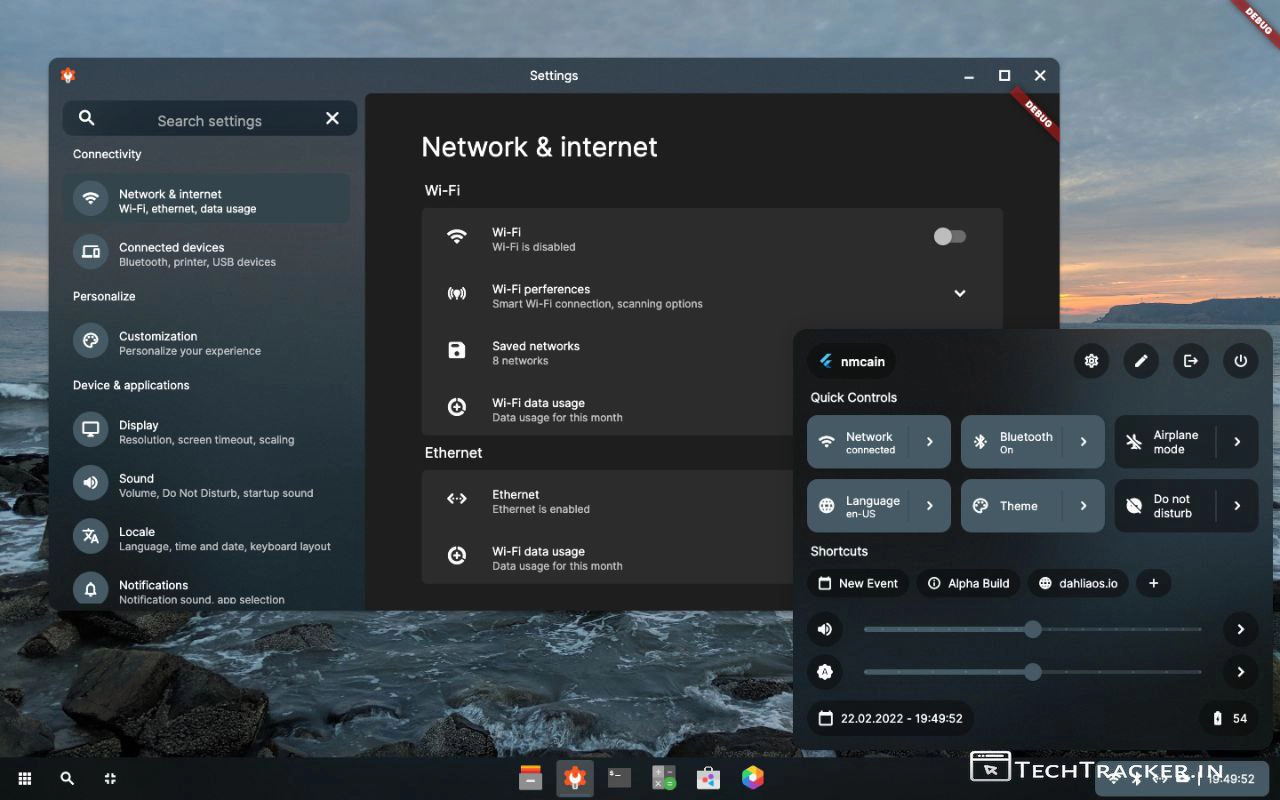 DEBUG
Settings
Search settings
Connectivity
Network & internet
Wi-Fi, ethernet, data usage
Connected devices
Bluetooth, printer, USB devices
Personalize
Customization
Personalize your experience
Device & applications
Display
Resolution, screen timeout, scaling
Sound
Volume, Do Not Disturb, startup sound
Locale
Language, time and date, keyboard layout
Notifications
Notification sound, app selection
DEBUG
Network & internet
Wi-Fi
Wi-Fi
Wi-Fi is disabled
Wi-Fi perferences
Smart Wi-Fi connection, scanning options
Saved networks
8 networks
Wi-Fi data usage
Data usage for this month
Ethernet
Ethernet
Ethernet is enabled
Wi-Fi data usage
Data usage for this month
nmcain
Quick Controls
Network
connected
Bluetooth
On
Airplane
mode
Language
en-US
Theme
Do not
disturb
Shortcuts
New Event
Alpha Build
dahliaos.io
+
A
22.02.2022 - 19:49:52
54
$-
TECHTRACKER.IN
19:49:52